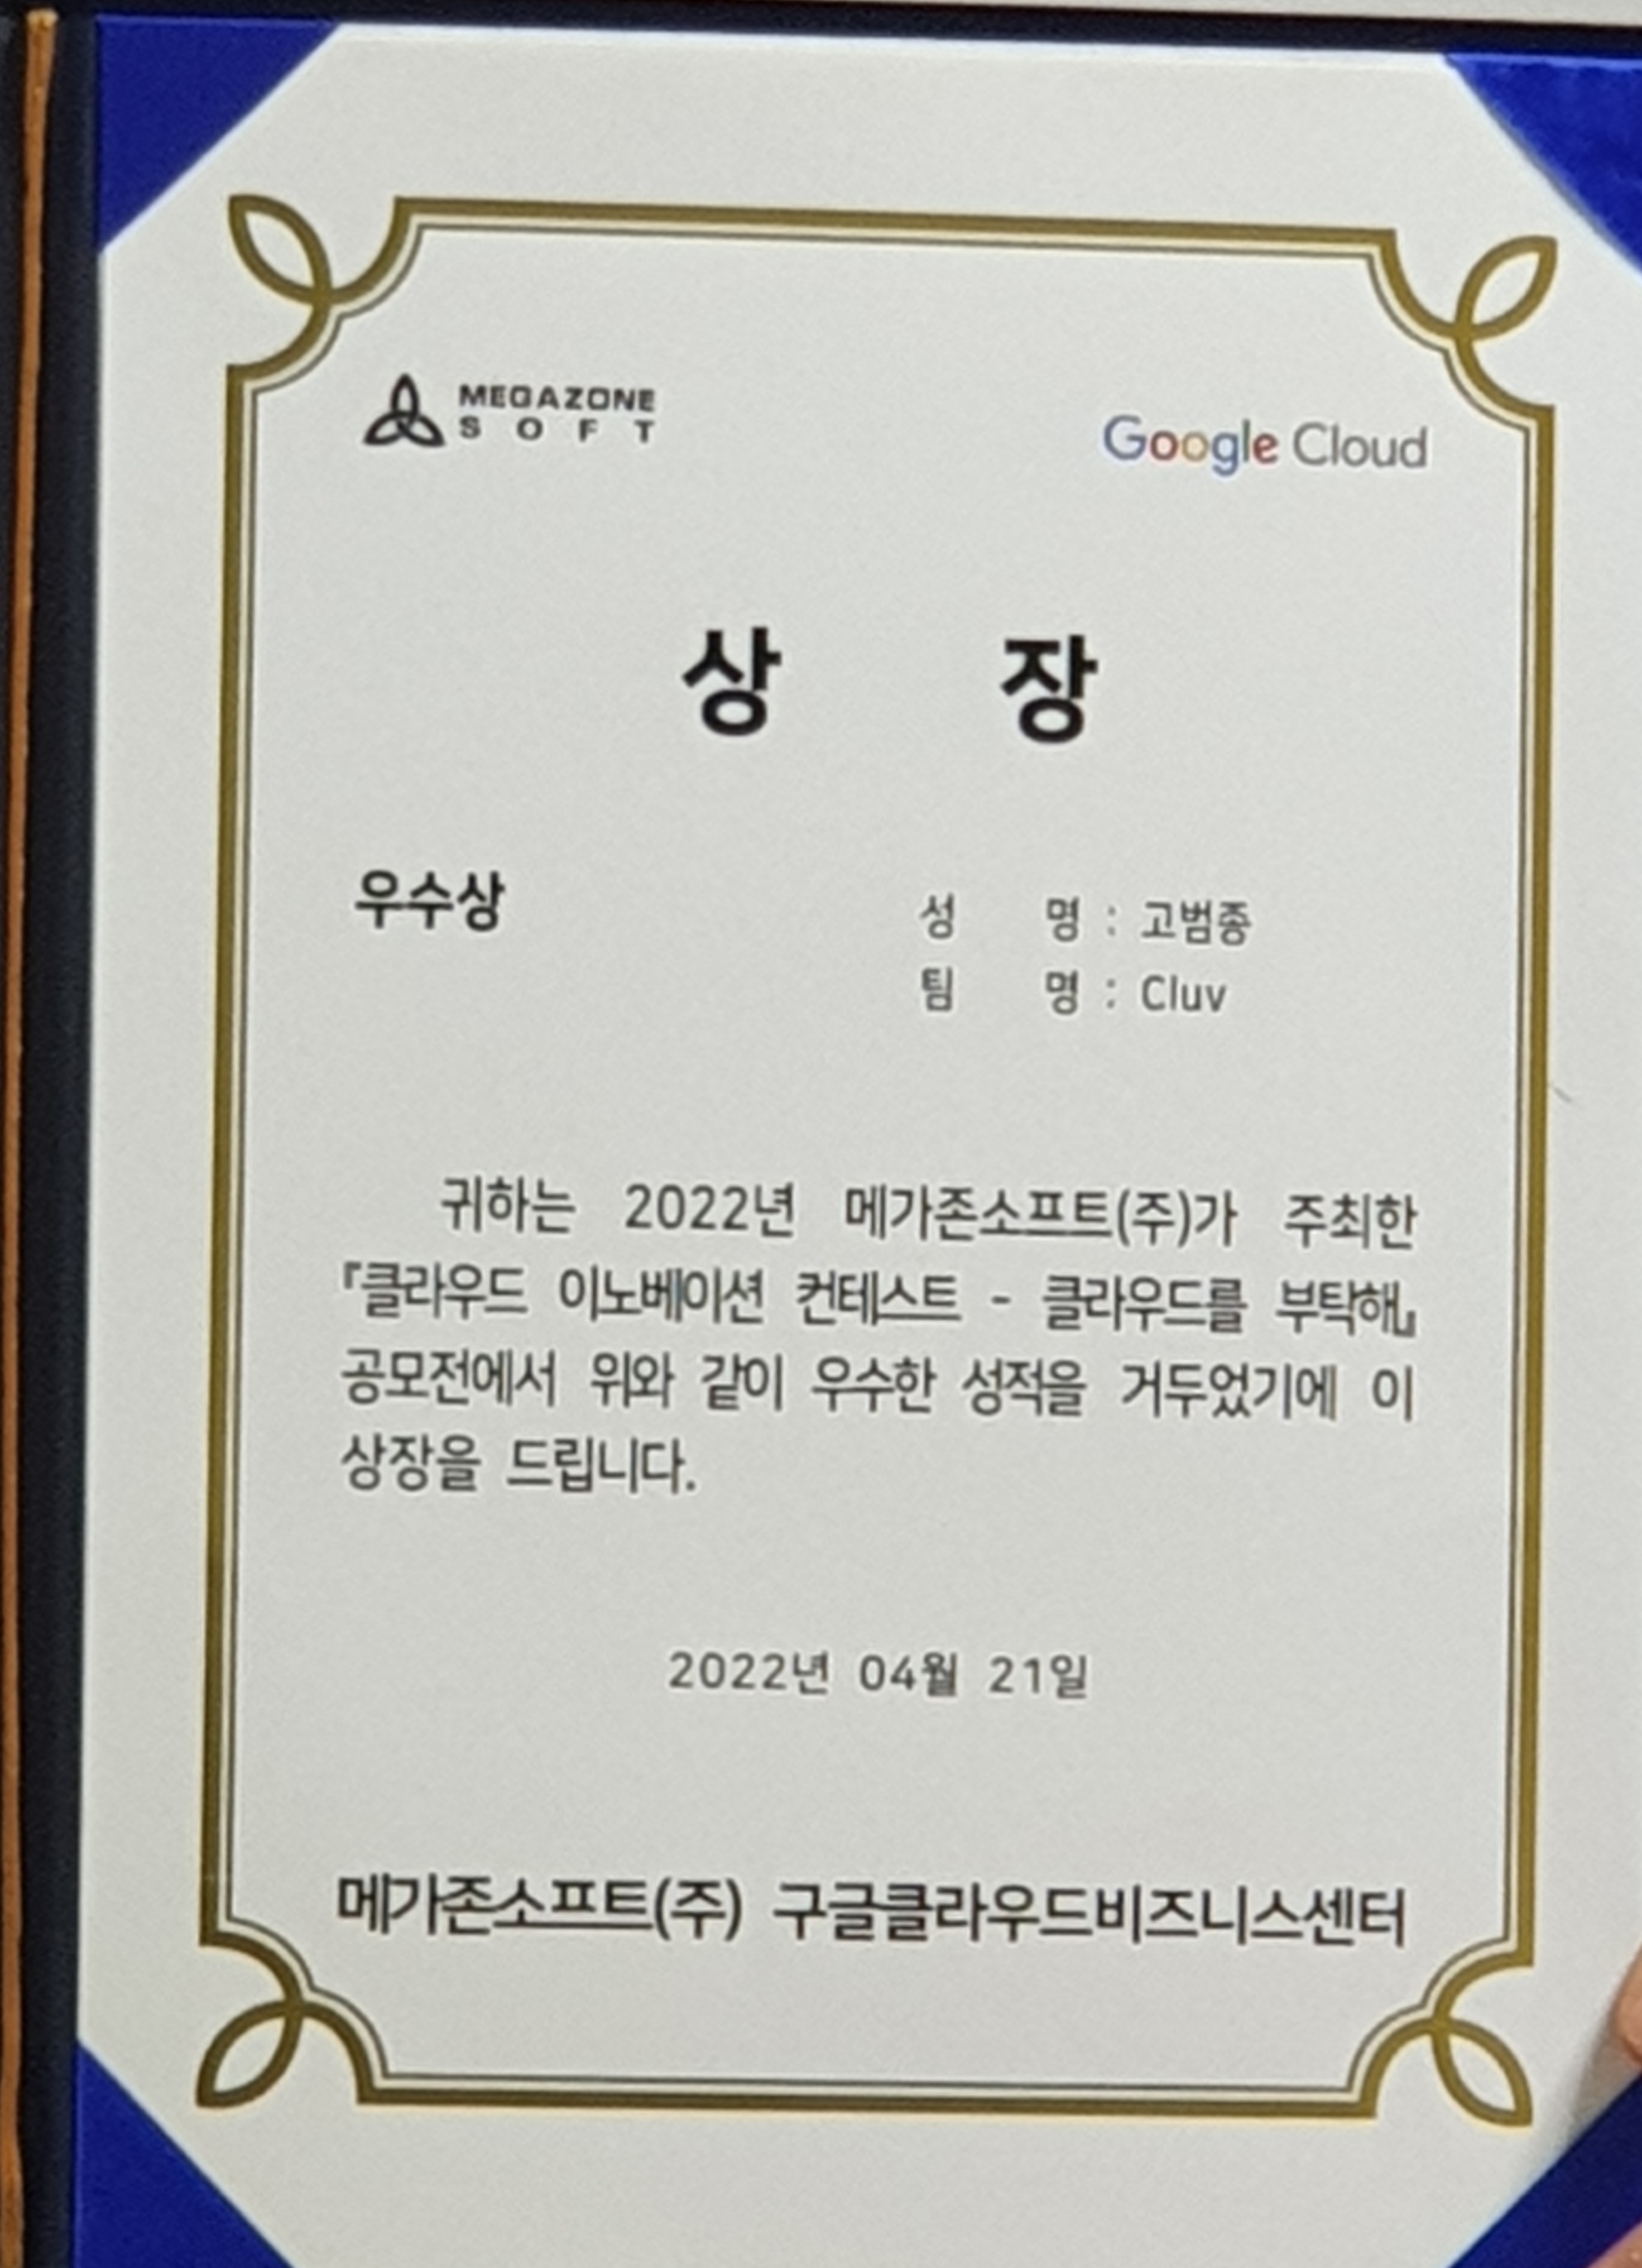 MEGAZONE
SOFT
Google Cloud
상 장
우수상
성 명 : 고범종
팀 명 : Cluv
귀하는 2022년 메가존소프트(주)가 주최한
『클라우드 이노베이션 컨테스트 - 클라우드를 부탁해』
공모전에서 위와 같이 우수한 성적을 거두었기에 이
상장을 드립니다.
2022년 04월 21일
메가존소프트(주) 구글클라우드비즈니스센터